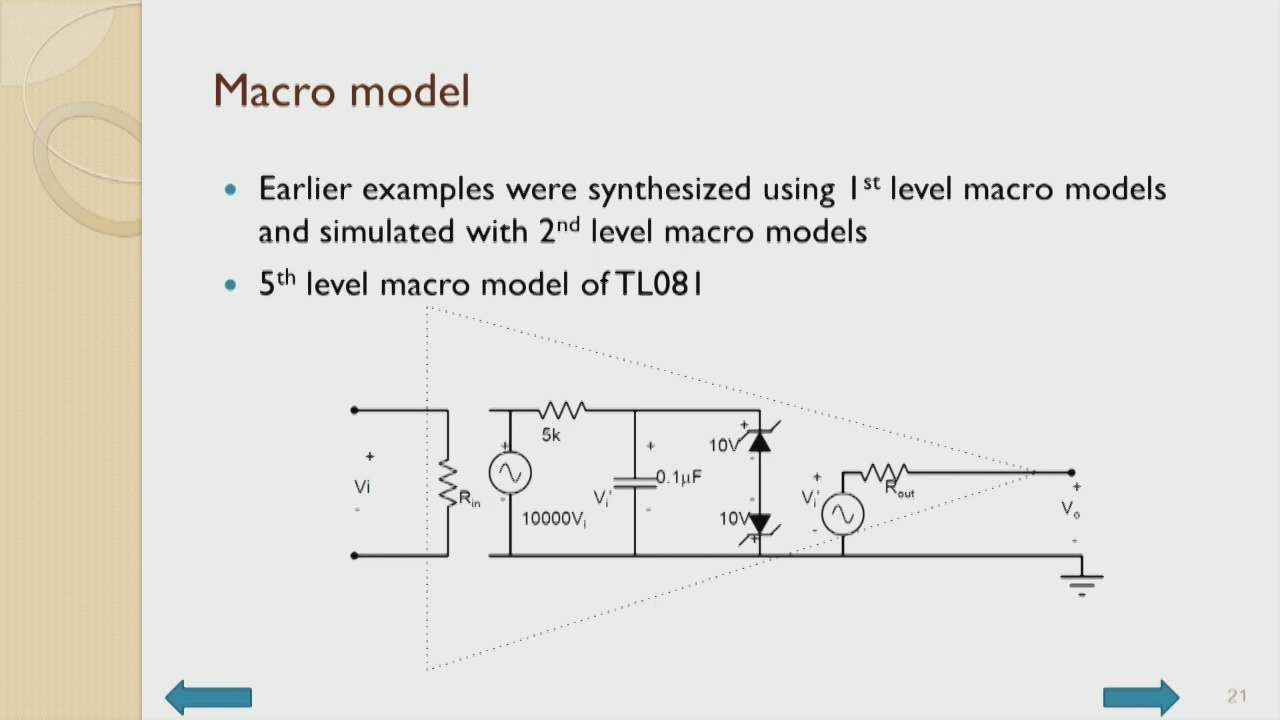 Macro model
Earlier examples were synthesized using 1st level macro models
and simulated with 2nd level macro models
5th level macro model of TL081
+
Vi
-
Rin
5k
+
-
10000Vi
+
0.1µF
Vi'
-
+
10V
-
10V
-
+
+
Vi'
-
Rout
+
Vo
-
21